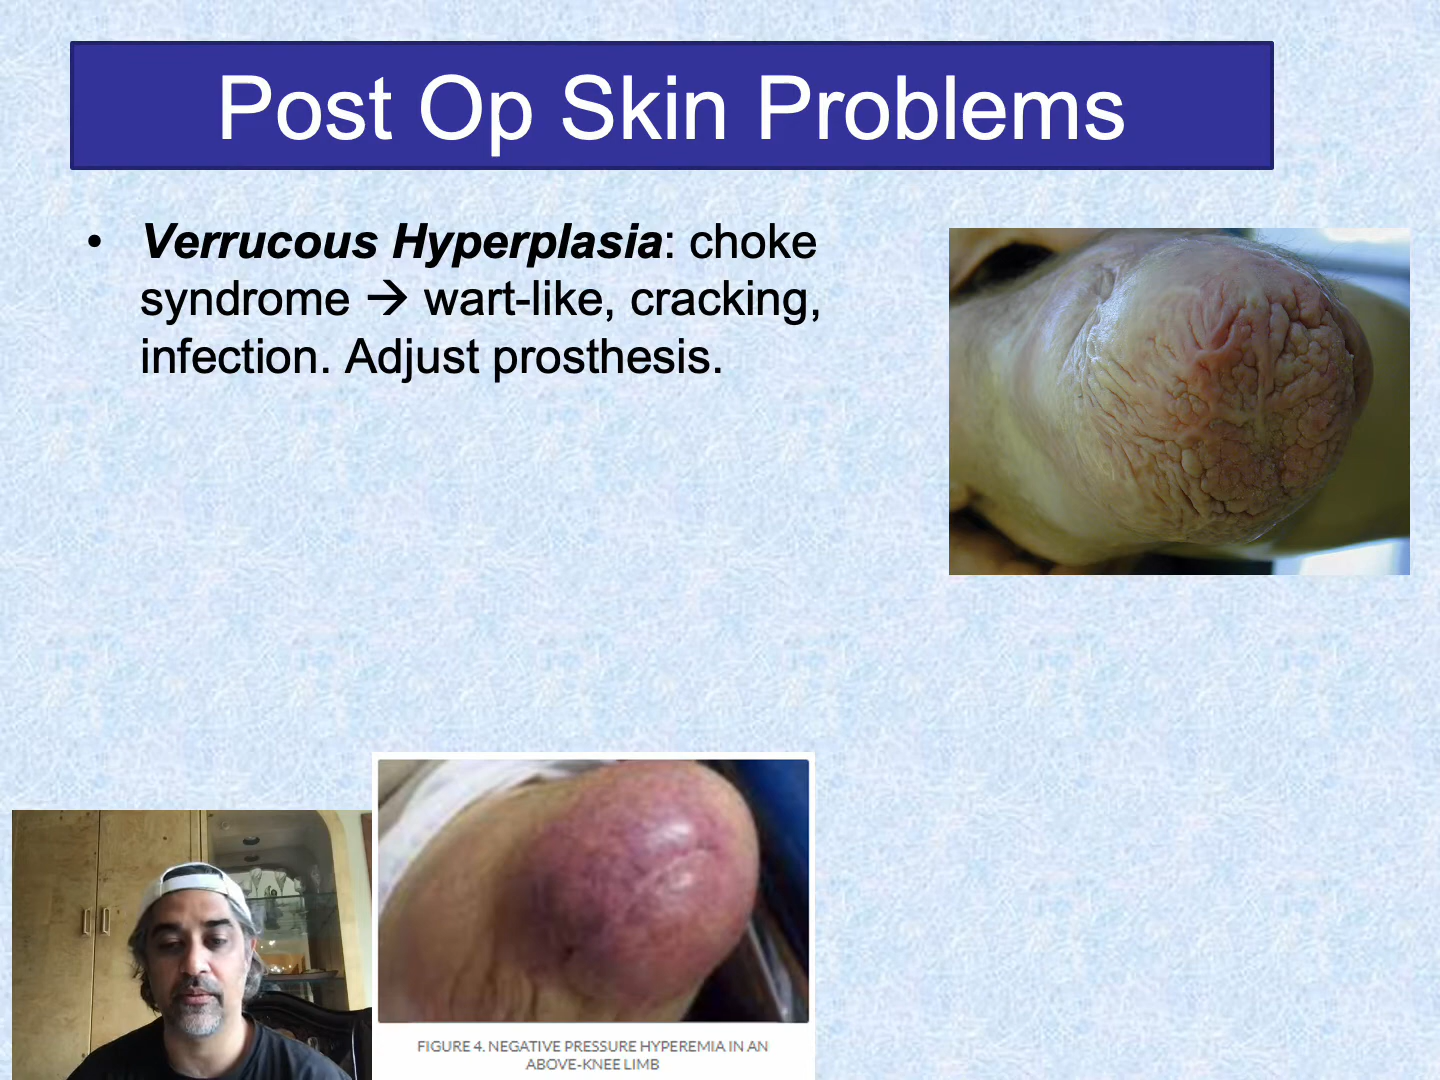 Post Op Skin Problems
• Verrucous Hyperplasia: choke
syndrome → wart-like, cracking,
infection. Adjust prosthesis.
FIGURE 4. NEGATIVE PRESSURE HYPEREMIA IN AN
ABOVE-KNEE LIMB